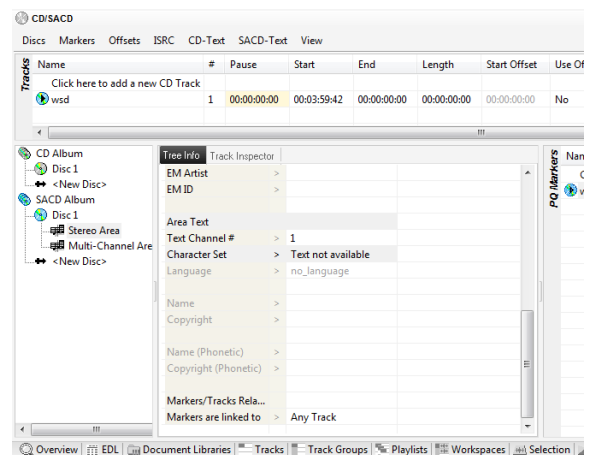 CD/SACD
Discs Markers Offsets ISRC CD-Text SACD-Text View
Tracks
Name # Pause Start End Length Start Offset Use Of
Click here to add a new CD Track
wsd 1 00:00:00:00 00:03:59:42 00:00:00:00 00:00:00:00 00:00:00:00 No
CD Album
Disc 1
<New Disc>
SACD Album
Disc 1
Stereo Area
Multi-Channel Are
<New Disc>
Tree Info Track Inspector
EM Artist >
EM ID >
Area Text
Text Channel # > 1
Character Set > Text not available
Language > no_language
Name >
Copyright >
Name (Phonetic) >
Copyright (Phonetic) >
Markers/Tracks Rela...
Markers are linked to > Any Track
PQ Markers
Nan
Overview EDL Document Libraries Tracks Track Groups Playlists Workspaces Selection